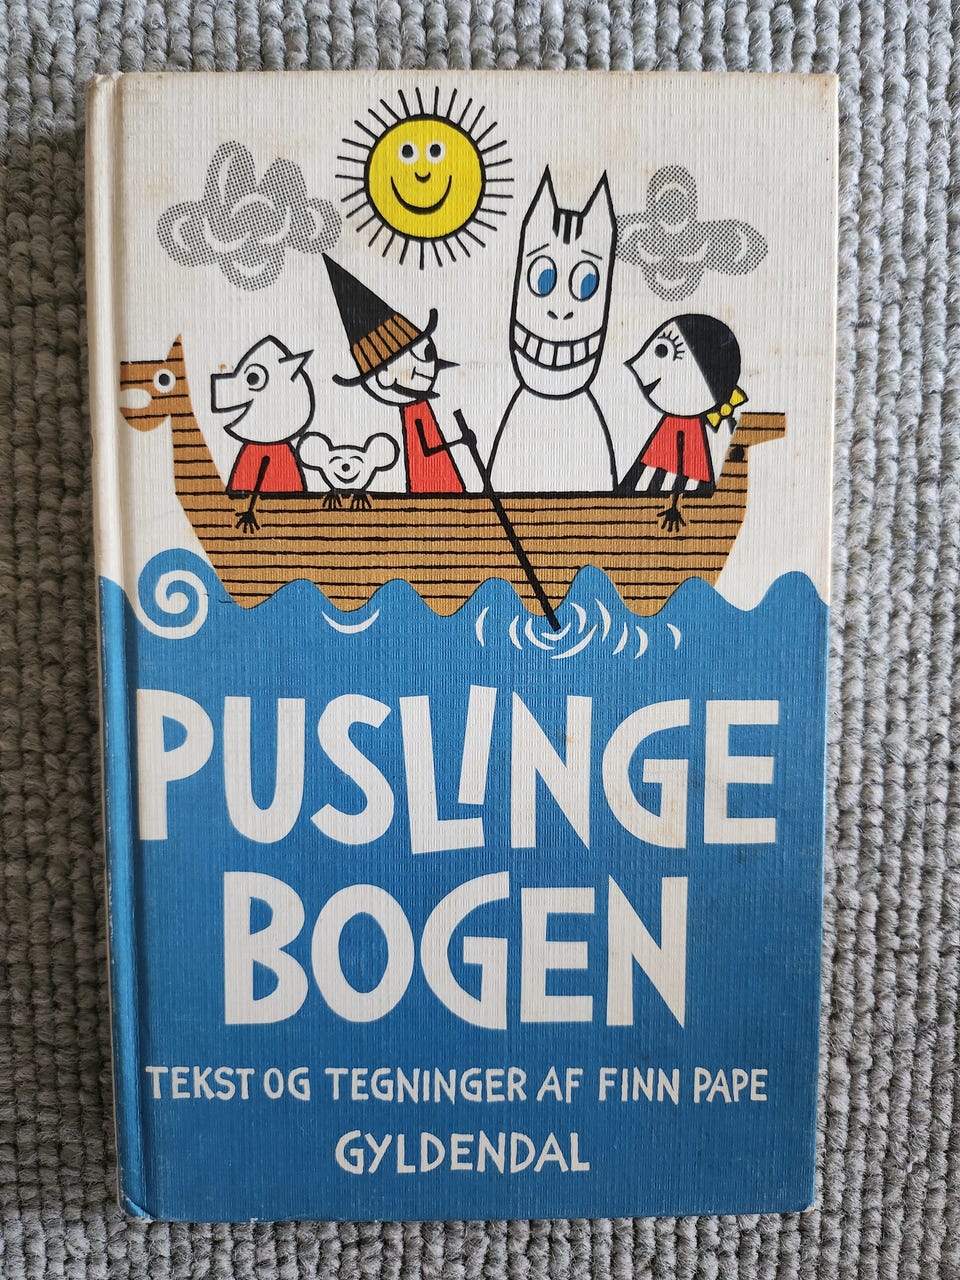 PUSLINGE
BOGEN
TEKST OG TEGNINGER AF FINN PAPE
GYLDENDAL